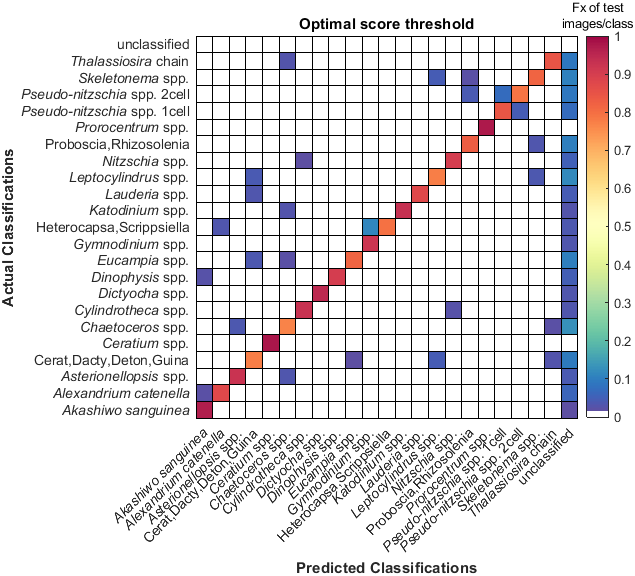 Optimal score threshold
Fx of test
images/class
unclassified
Thalassiosira chain
Skeletonema spp.
Pseudo-nitzschia spp. 2cell
Pseudo-nitzschia spp. 1cell
Prorocentrum spp.
Proboscia,Rhizosolenia
Nitzschia spp.
Leptocylindrus spp.
Lauderia spp.
Katodinium spp.
Heterocapsa,Scrippsiella
Gymnodinium spp.
Eucampia spp.
Dinophysis spp.
Dictyocha spp.
Cylindrotheca spp.
Chaetoceros spp.
Ceratium spp.
Cerat,Dacty,Deton,Guina
Asterionellopsis spp.
Alexandrium catenella
Akashiwo sanguinea
Actual Classifications
1
0.9
0.8
0.7
0.6
0.5
0.4
0.3
0.2
0.1
0
Akashiwo sanguinea
Alexandrium catenella
Asterionellopsis spp.
Cerat,Dacty,Deton,Guina
Ceratium spp.
Chaetoceros spp.
Cylindrotheca spp.
Dictyocha spp.
Dinophysis spp.
Eucampia spp.
Gymnodinium spp.
Heterocapsa,Scrippsiella
Katodinium spp.
Lauderia spp.
Leptocylindrus spp.
Nitzschia spp.
Proboscia,Rhizosolenia
Prorocentrum spp.
Pseudo-nitzschia spp. 1cell
Pseudo-nitzschia spp. 2cell
Skeletonema spp.
Thalassiosira chain
unclassified
Predicted Classifications